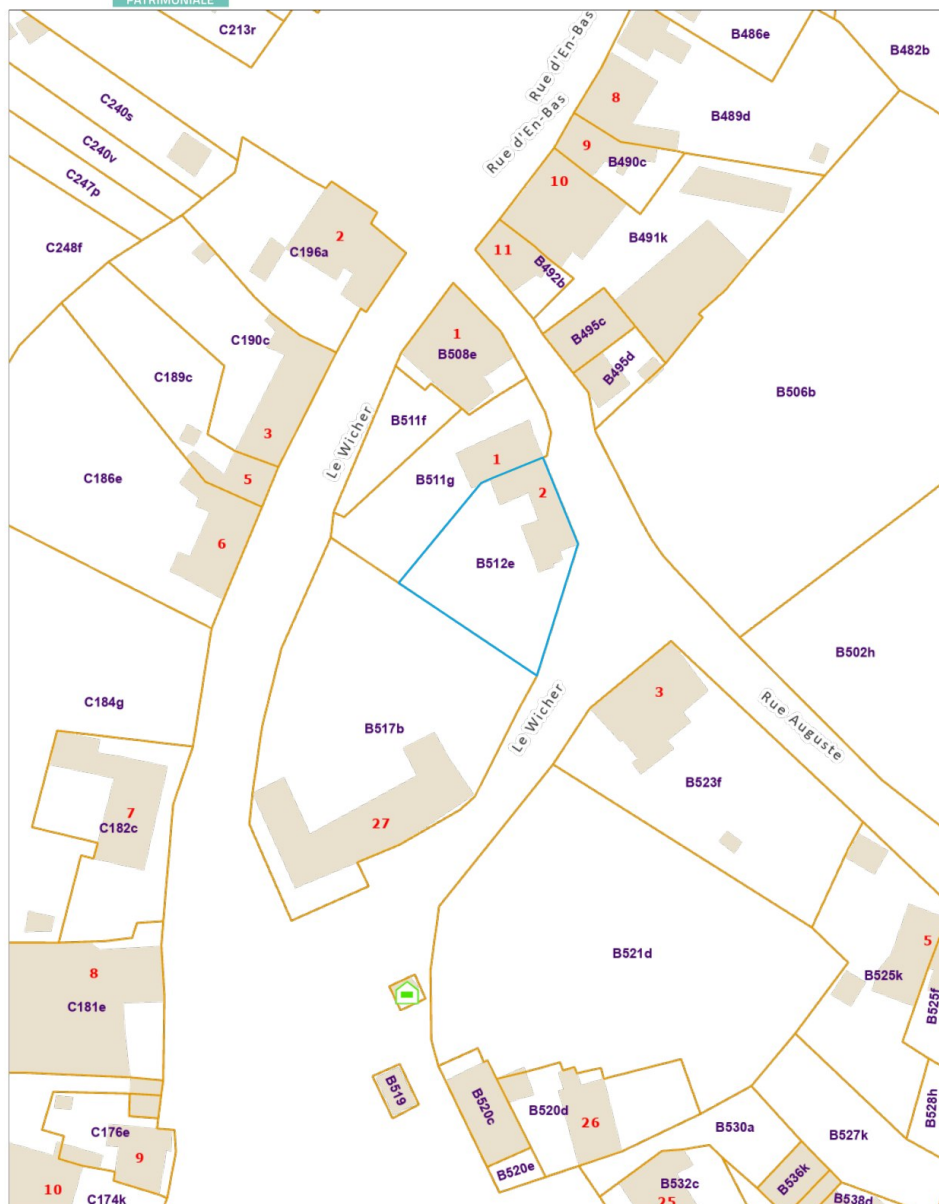 PATRIMONIALE
C213r
Rue d'En-Bas
B486e
B482b
C240s
8
B489d
Rue d'En-Bas
C240v
9
B490c
C247p
10
2
B491k
C248f
C196a
11
B492b
B495c
1
C190c
B508e
B495d
C189c
B506b
B511f
Le Wicher
3
1
C186e
5
B511g
2
6
B512e
B502h
3
C184g
Le Wicher
Rue Auguste
B517b
B523f
7
27
C182c
5
B521d
8
B525k
C181e
B525f
B519
B520c
B520d
26
B528h
C176e
B530a
B527k
9
B520e
B536k
B532c
10
C174k
25
B538d